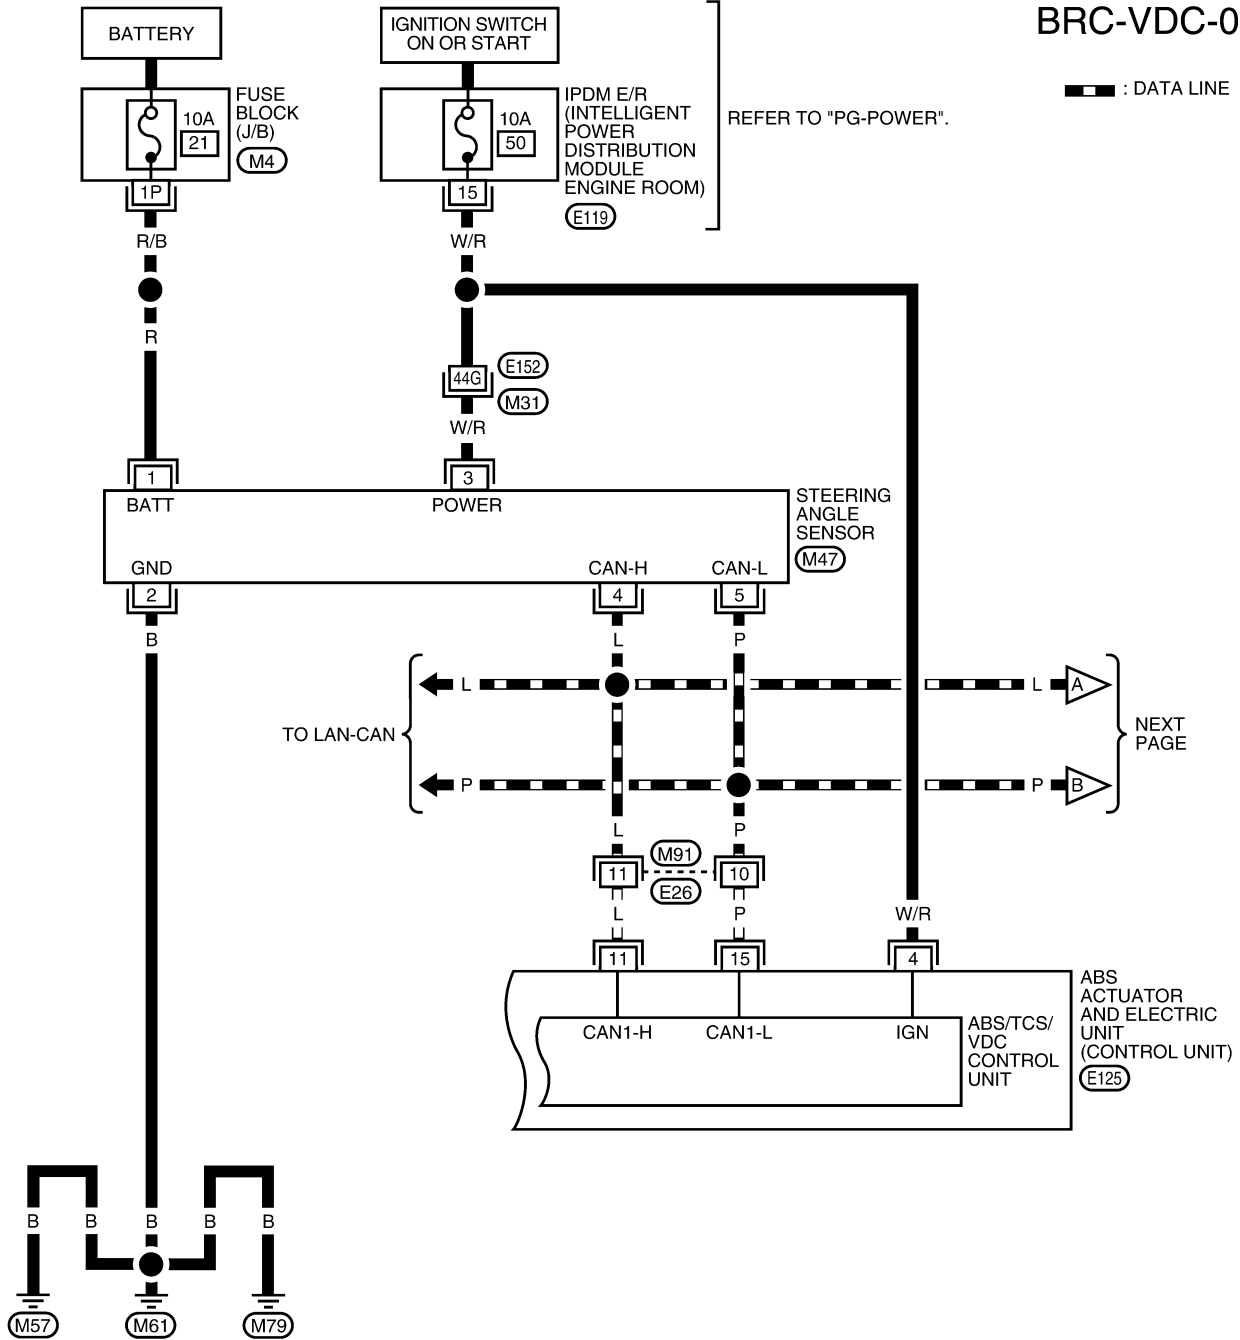 BRC-VDC-0
: DATA LINE
BATTERY
IGNITION SWITCH
ON OR START
10A
21
FUSE
BLOCK
(J/B)
M4
1P
R/B
R
10A
50
IPDM E/R
(INTELLIGENT
POWER
DISTRIBUTION
MODULE
ENGINE ROOM)
E119
REFER TO "PG-POWER".
15
W/R
44G
E152
M31
W/R
1
3
BATT
POWER
STEERING
ANGLE
SENSOR
M47
GND
CAN-H
CAN-L
2
4
5
B
L
P
L
L
A
TO LAN-CAN
NEXT
PAGE
P
P
B
L
P
11
M91
E26
10
L
P
W/R
11
15
4
CAN1-H
CAN1-L
IGN
ABS/TCS/
VDC
CONTROL
UNIT
ABS
ACTUATOR
AND ELECTRIC
UNIT
(CONTROL UNIT)
E125
B
B
B
B
B
M57
M61
M79